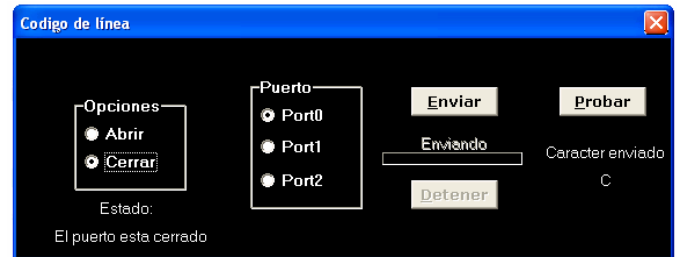 Codigo de línea
Opciones
Abrir
Cerrar
Estado:
El puerto esta cerrado
Puerto
Port0
Port1
Port2
Enviar
Enviando
Detener
Probar
Caracter enviado
C